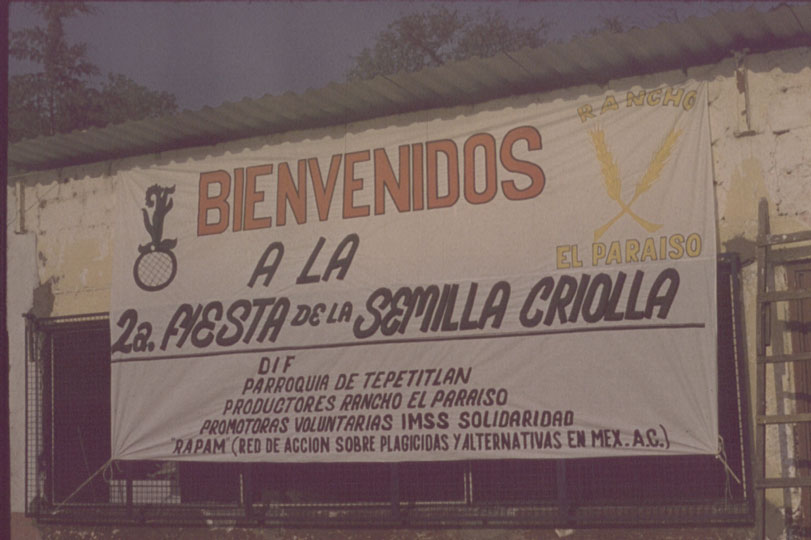 BIENVENIDOS
A LA
2a. FIESTA DE LA SEMILLA CRIOLLA
RANCHO
EL PARAISO
DIF
PARROQUIA DE TEPETITLAN
PRODUCTORES RANCHO EL PARAISO
PROMOTORAS VOLUNTARIAS IMSS SOLIDARIDAD
"RAPAM" (RED DE ACCION SOBRE PLAGICIDAS Y ALTERNATIVAS EN MEX. A.C.)